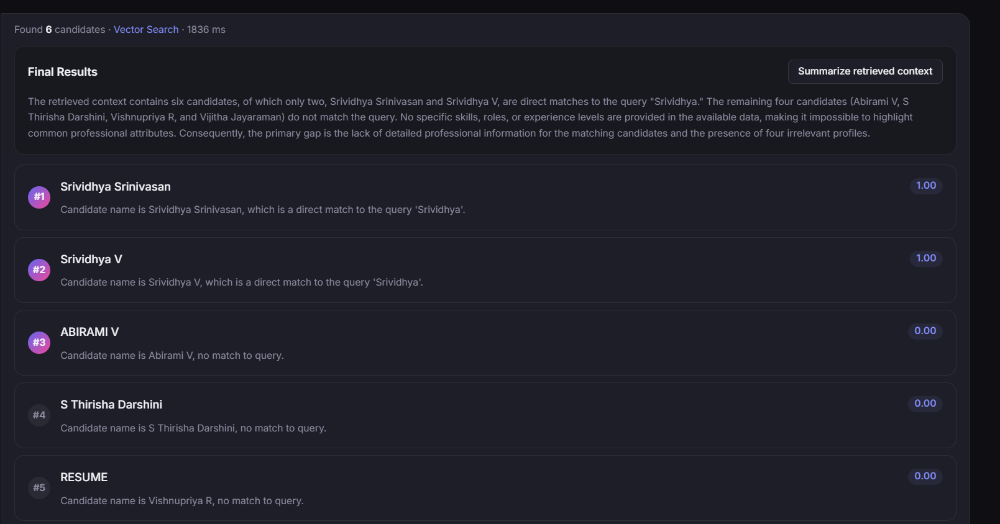 Found 6 candidates · Vector Search · 1836 ms
Final Results
Summarize retrieved context
The retrieved context contains six candidates, of which only two, Srividhya Srinivasan and Srividhya V, are direct matches to the query "Srividhya." The remaining four candidates (Abirami V, S
Thirisha Darshini, Vishnupriya R, and Vijitha Jayaraman) do not match the query. No specific skills, roles, or experience levels are provided in the available data, making it impossible to highlight
common professional attributes. Consequently, the primary gap is the lack of detailed professional information for the matching candidates and the presence of four irrelevant profiles.
#1
Srividhya Srinivasan
1.00
Candidate name is Srividhya Srinivasan, which is a direct match to the query 'Srividhya'.
#2
Srividhya V
1.00
Candidate name is Srividhya V, which is a direct match to the query 'Srividhya'.
#3
ABIRAMI V
0.00
Candidate name is Abirami V, no match to query.
#4
S Thirisha Darshini
0.00
Candidate name is S Thirisha Darshini, no match to query.
#5
RESUME
0.00
Candidate name is Vishnupriya R, no match to query.